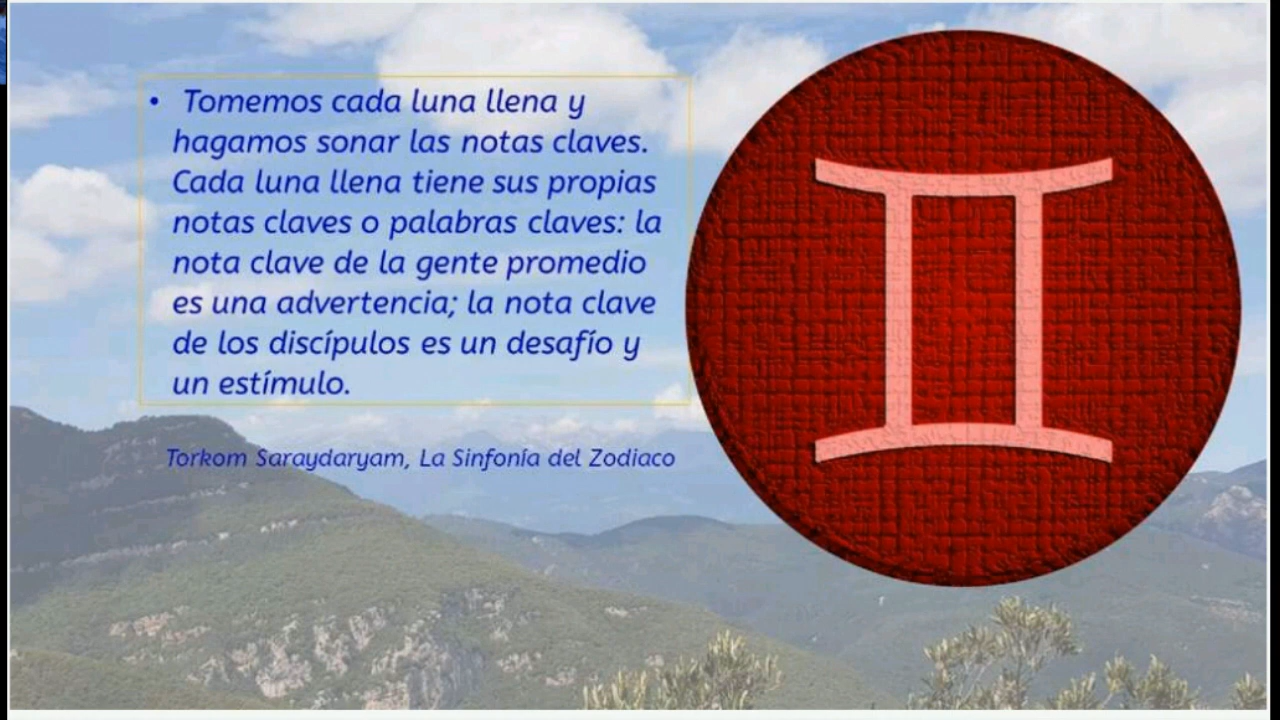 • Tomemos cada luna llena y
hagamos sonar las notas claves.
Cada luna llena tiene sus propias
notas claves o palabras claves: la
nota clave de la gente promedio
es una advertencia; la nota clave
de los discípulos es un desafío y
un estímulo.
Torkom Saraydaryam, La Sinfonía del Zodiaco